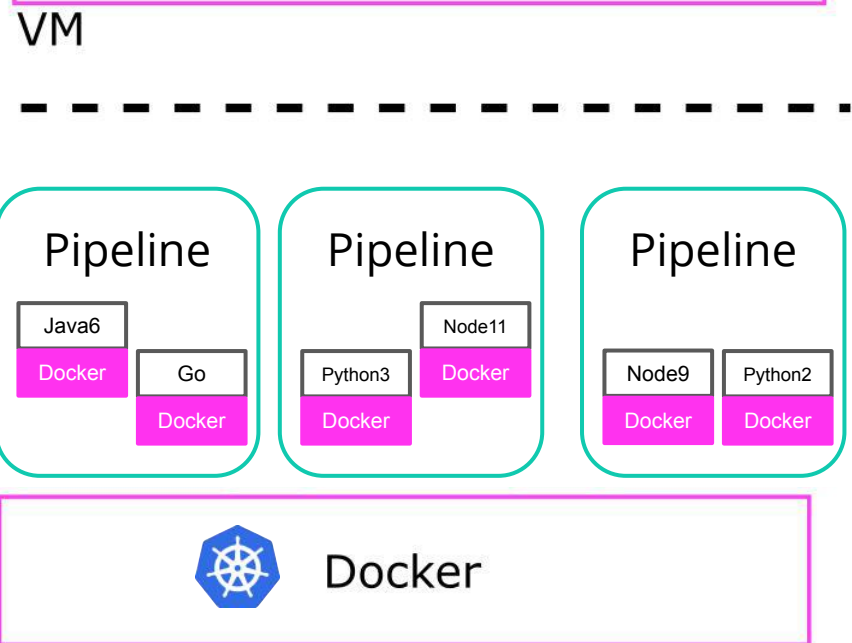 VM
Pipeline
Java6
Docker
Go
Docker
Pipeline
Node11
Docker
Python3
Docker
Pipeline
Node9
Docker
Python2
Docker
Docker